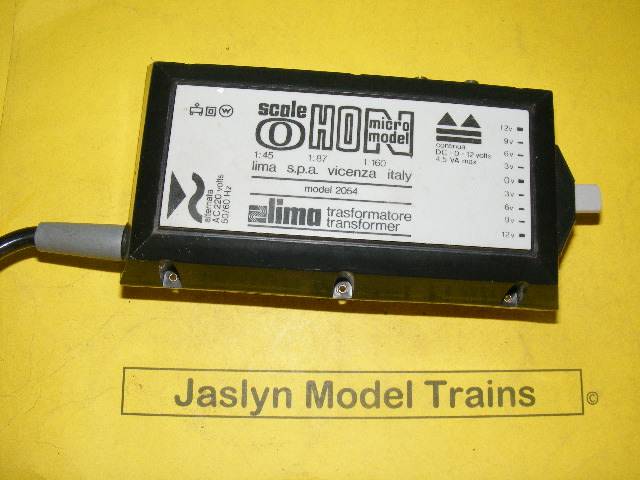 scale O HO N micro model
1:45 1:87 1:160
lima s.p.a. vicenza italy
model 2054
lima trasformatore
transformer
alternata
AC 220 volts
50/60 Hz
continua
DC - 0 - 12 volts
4.5 VA max
12v
9v
6v
3v
0v
3v
6v
9v
12v
Jaslyn Model Trains ©